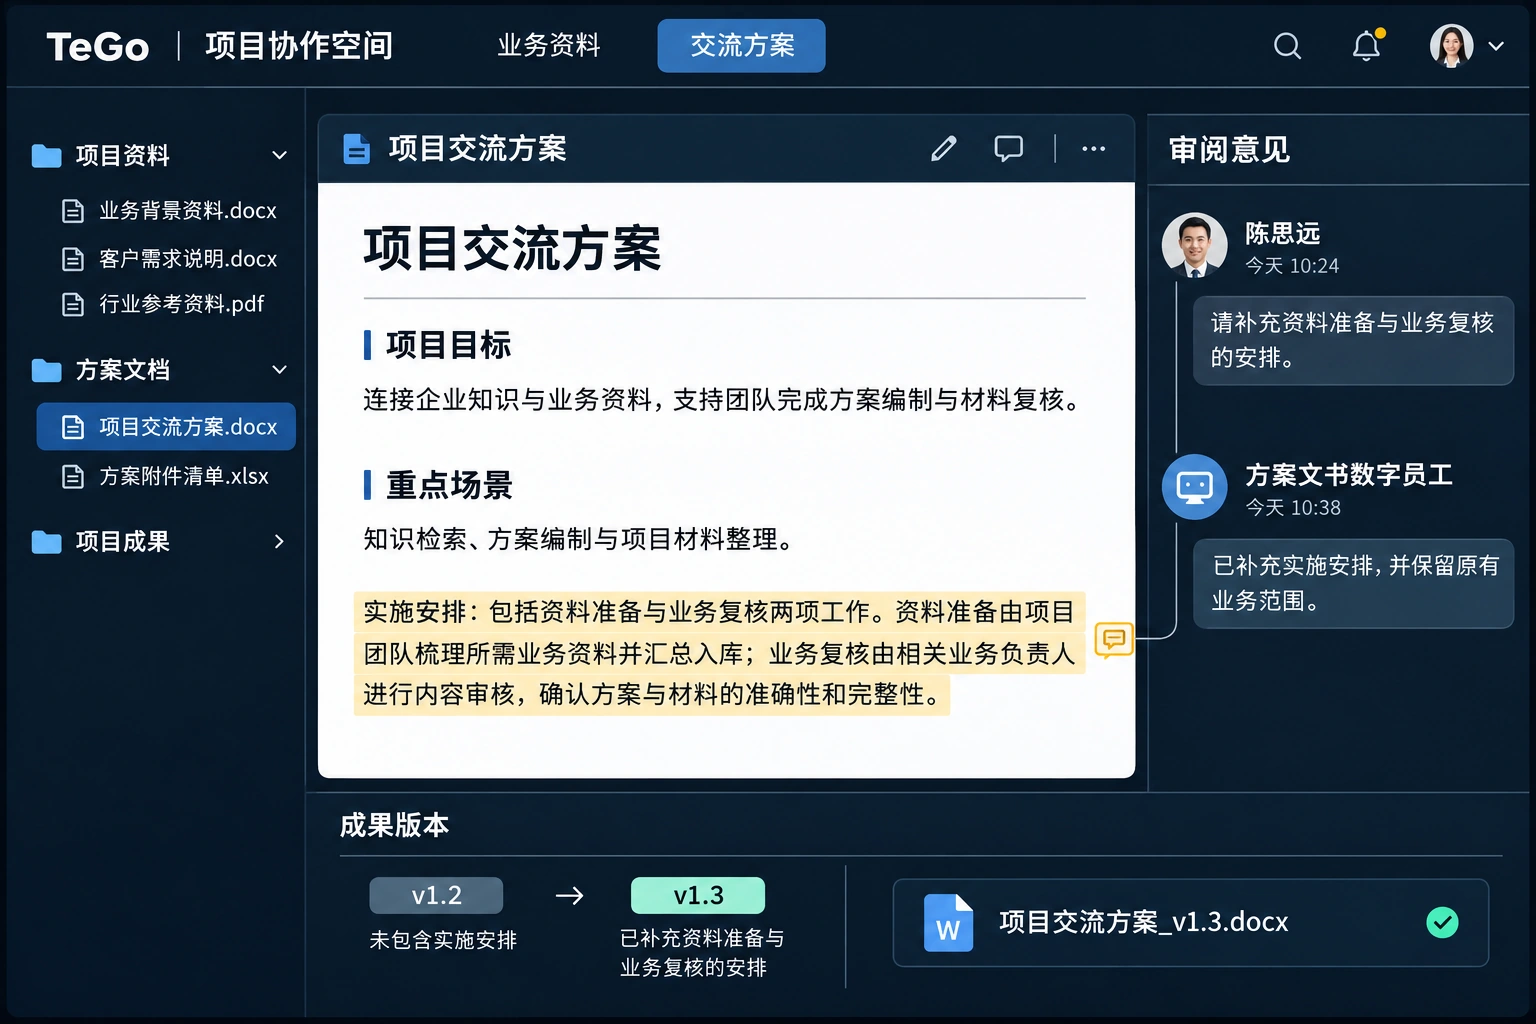 TeGo | 项目协作空间
业务资料
交流方案
项目资料
业务背景资料.docx
客户需求说明.docx
行业参考资料.pdf
方案文档
项目交流方案.docx
方案附件清单.xlsx
项目成果
项目交流方案
项目交流方案
项目目标
连接企业知识与业务资料，支持团队完成方案编制与材料复核。
重点场景
知识检索、方案编制与项目材料整理。
实施安排：包括资料准备与业务复核两项工作。资料准备由项目
团队梳理所需业务资料并汇总入库；业务复核由相关业务负责人
进行内容审核，确认方案与材料的准确性和完整性。
审阅意见
陈思远
今天 10:24
请补充资料准备与业务复核
的安排。
方案文书数字员工
今天 10:38
已补充实施安排，并保留原有
业务范围。
成果版本
v1.2
未包含实施安排
v1.3
已补充资料准备与
业务复核的安排
W
项目交流方案_v1.3.docx